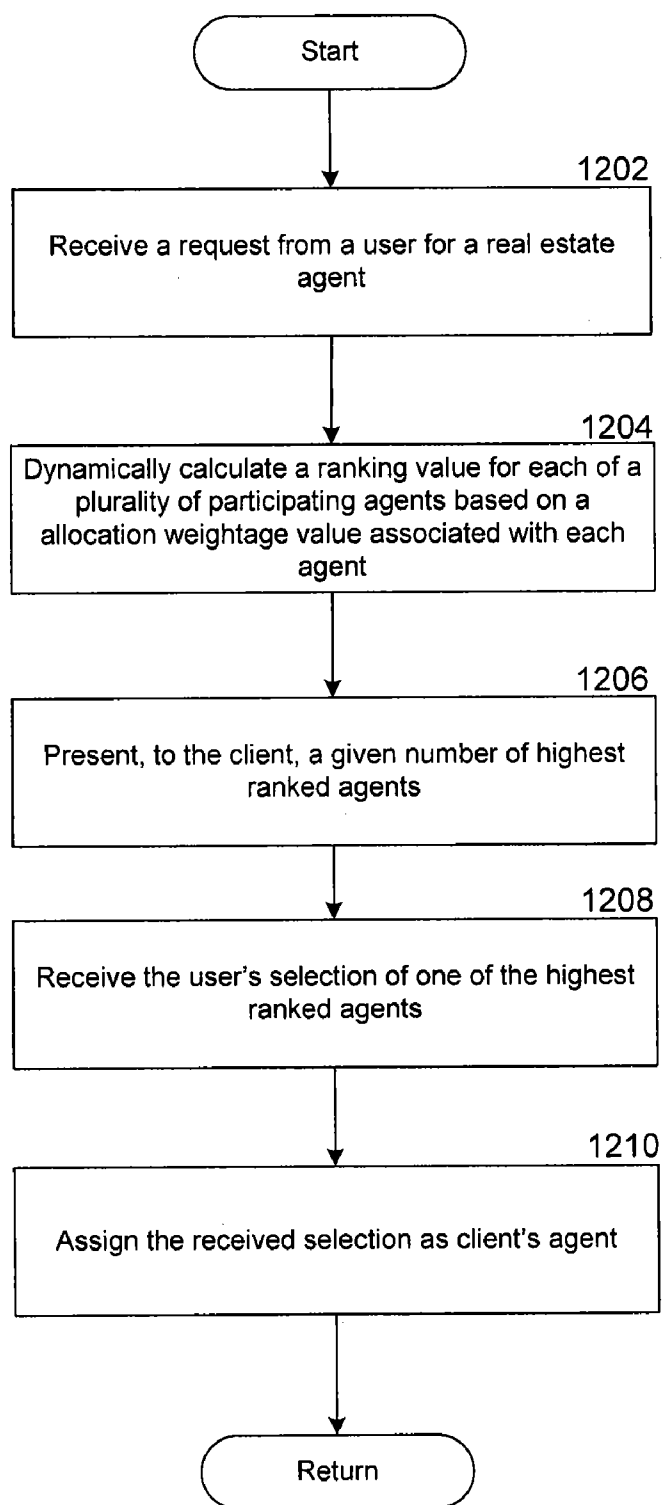 Start
1202
Receive a request from a user for a real estate
agent
1204
Dynamically calculate a ranking value for each of a
plurality of participating agents based on a
allocation weightage value associated with each
agent
1206
Present, to the client, a given number of highest
ranked agents
1208
Receive the user's selection of one of the highest
ranked agents
1210
Assign the received selection as client's agent
Return